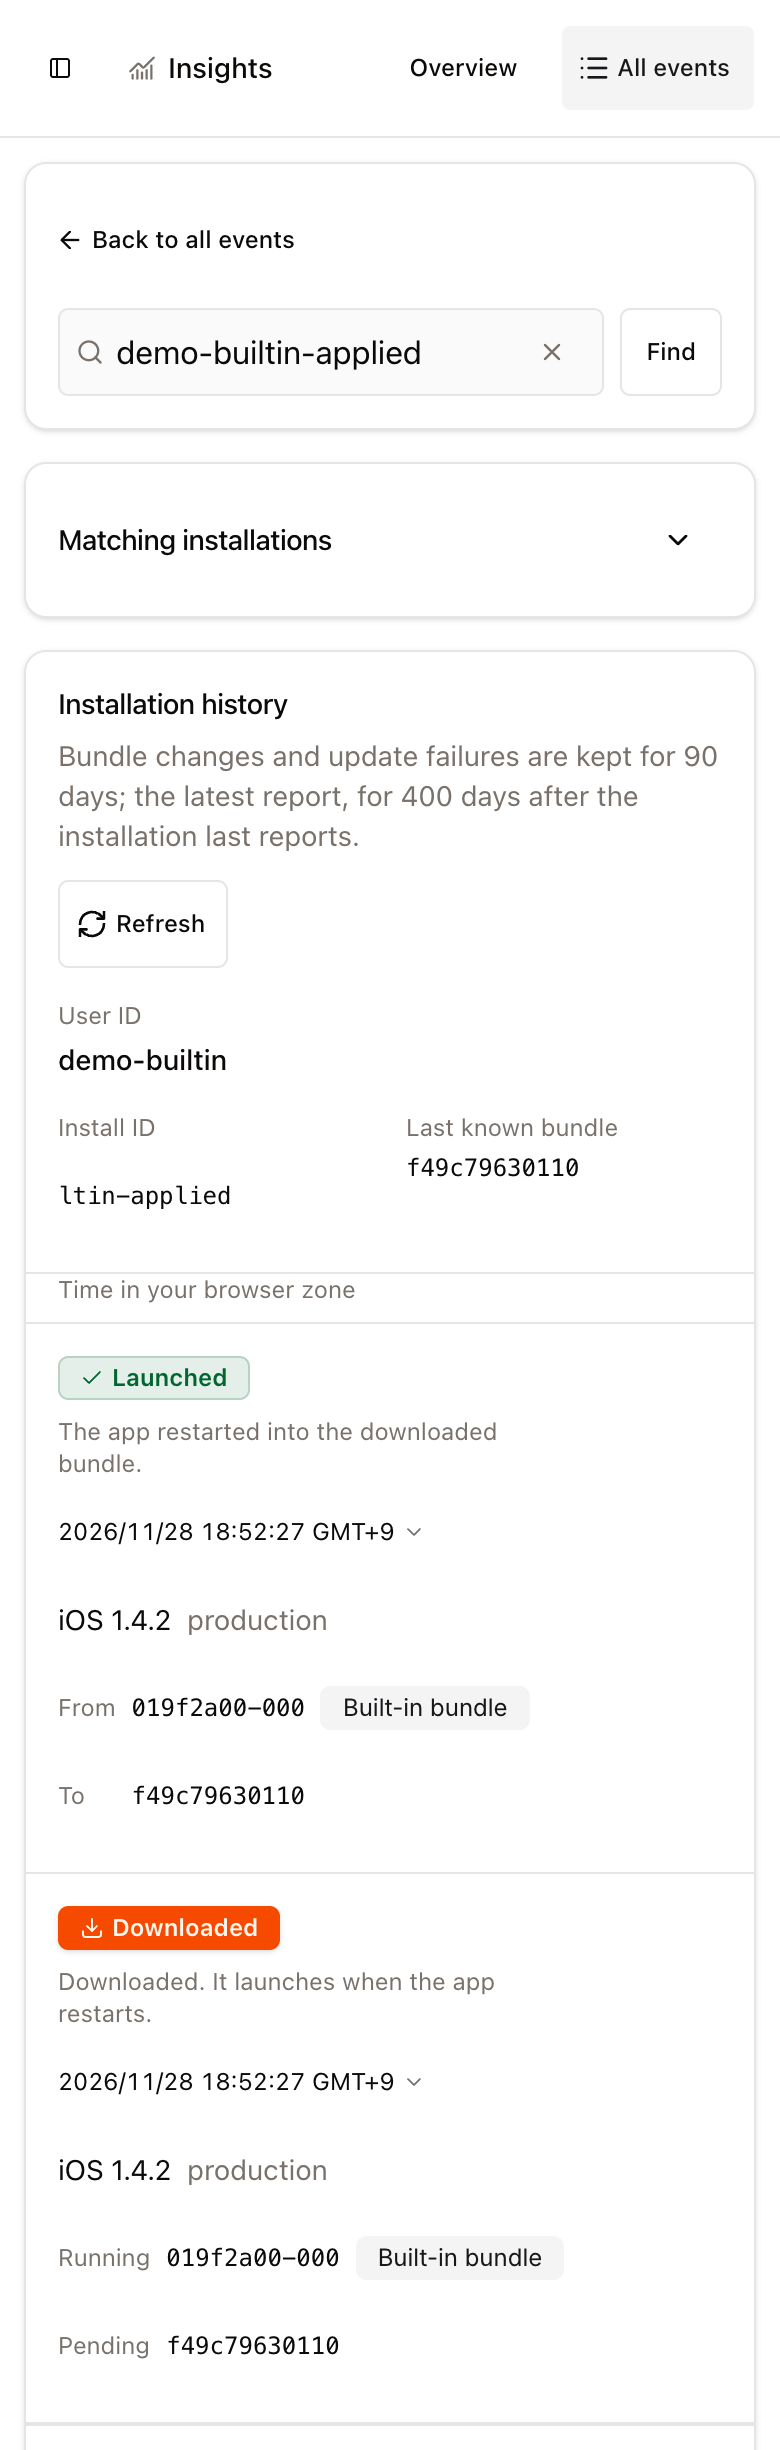 Insights
Overview
All events
Back to all events
demo-builtin-applied
Find
Matching installations
Installation history
Bundle changes and update failures are kept for 90
days; the latest report, for 400 days after the
installation last reports.
Refresh
User ID
demo-builtin
Install ID
Last known bundle
ltin-applied
f49c79630110
Time in your browser zone
Launched
The app restarted into the downloaded
bundle.
2026/11/28 18:52:27 GMT+9
iOS 1.4.2 production
From 019f2a00-000 Built-in bundle
To f49c79630110
Downloaded
Downloaded. It launches when the app
restarts.
2026/11/28 18:52:27 GMT+9
iOS 1.4.2 production
Running 019f2a00-000 Built-in bundle
Pending f49c79630110